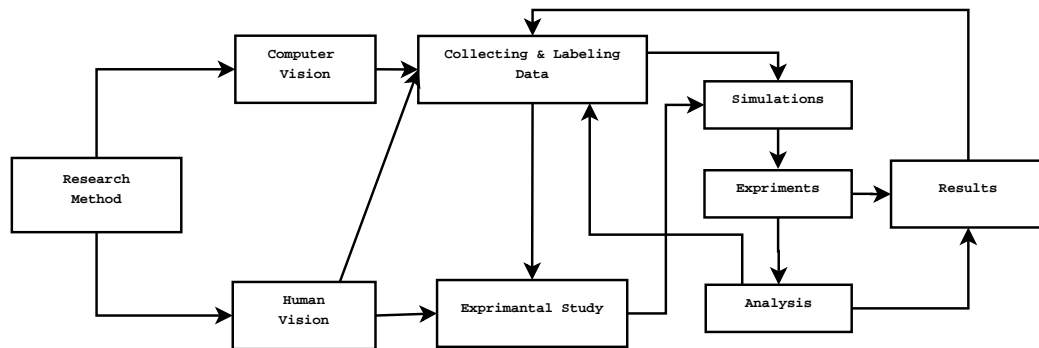 Computer
Vision
Collecting & Labeling
Data
Simulations
Research
Method
Expriments
Results
Human
Vision
Exprimantal Study
Analysis